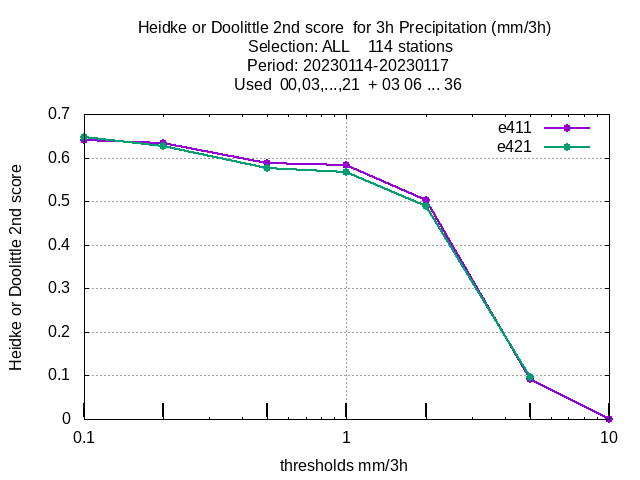 Heidke or Doolittle 2nd score  for 3h Precipitation (mm/3h)
Selection: ALL    114 stations
Period: 20230114-20230117
Used  00,03,...,21  + 03 06 ... 36
e411
e421
Heidke or Doolittle 2nd score
0.7
0.6
0.5
0.4
0.3
0.2
0.1
0
0.1 1 10
thresholds mm/3h